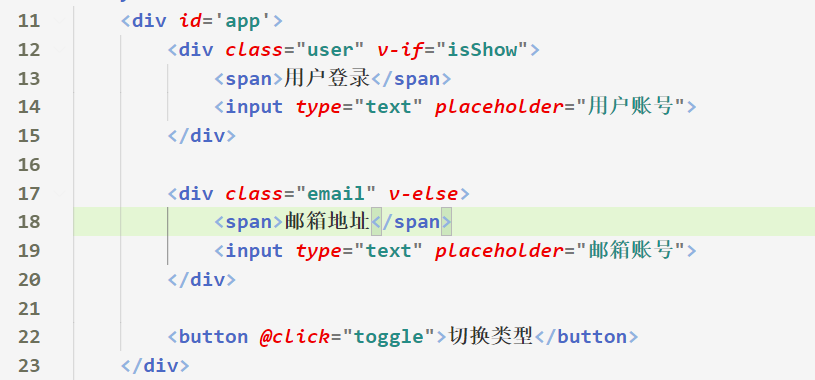 11 <div id='app'>
12 <div class="user" v-if="isShow">
13 <span>用户登录</span>
14 <input type="text" placeholder="用户账号">
15 </div>
16
17 <div class="email" v-else>
18 <span>邮箱地址</span>
19 <input type="text" placeholder="邮箱账号">
20 </div>
21
22 <button @click="toggle">切换类型</button>
23 </div>